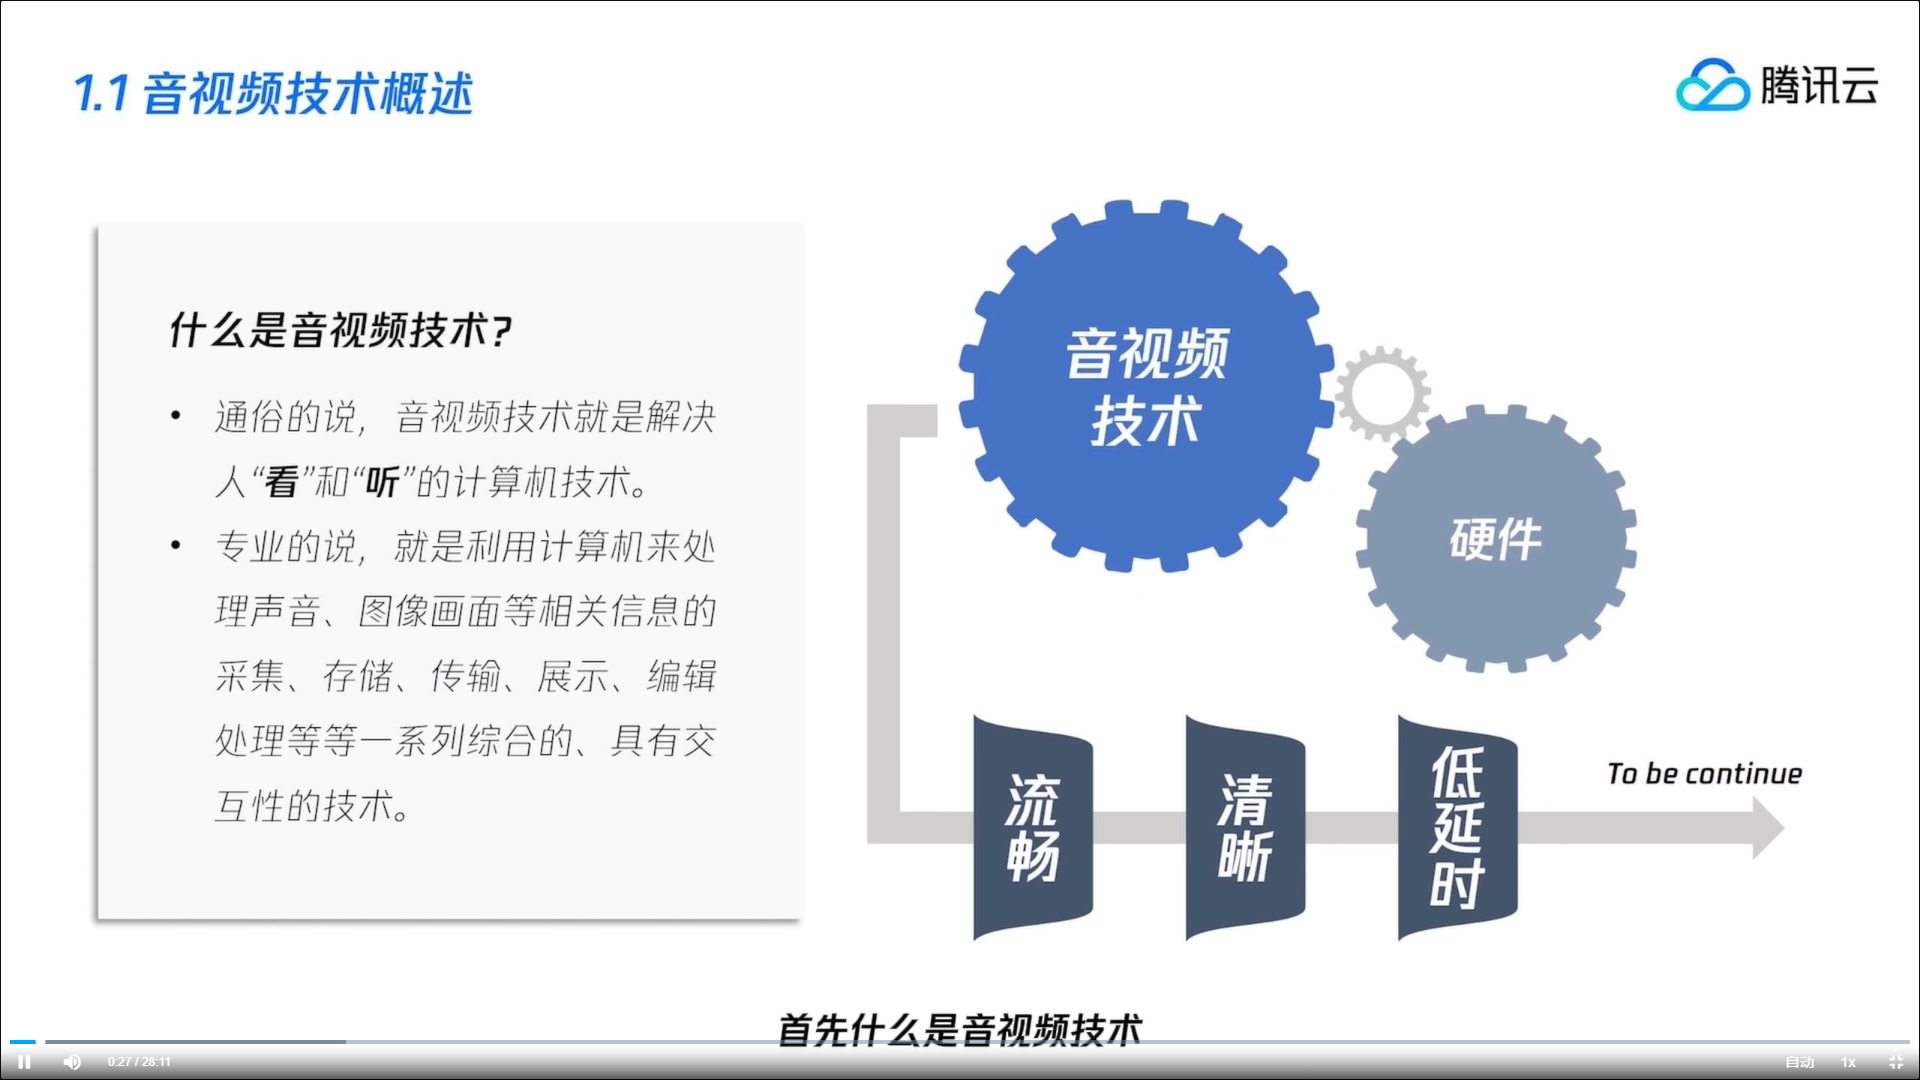 1.1 音视频技术概述
腾讯云
什么是音视频技术?
• 通俗的说，音视频技术就是解决
人“看”和“听”的计算机技术。
• 专业的说，就是利用计算机来处
理声音、图像画面等相关信息的
采集、存储、传输、展示、编辑
处理等等一系列综合的、具有交
互性的技术。
音视频
技术
硬件
流畅
清晰
低延时
To be continue
首先什么是音视频技术
0:27 / 28:11
自动
1x